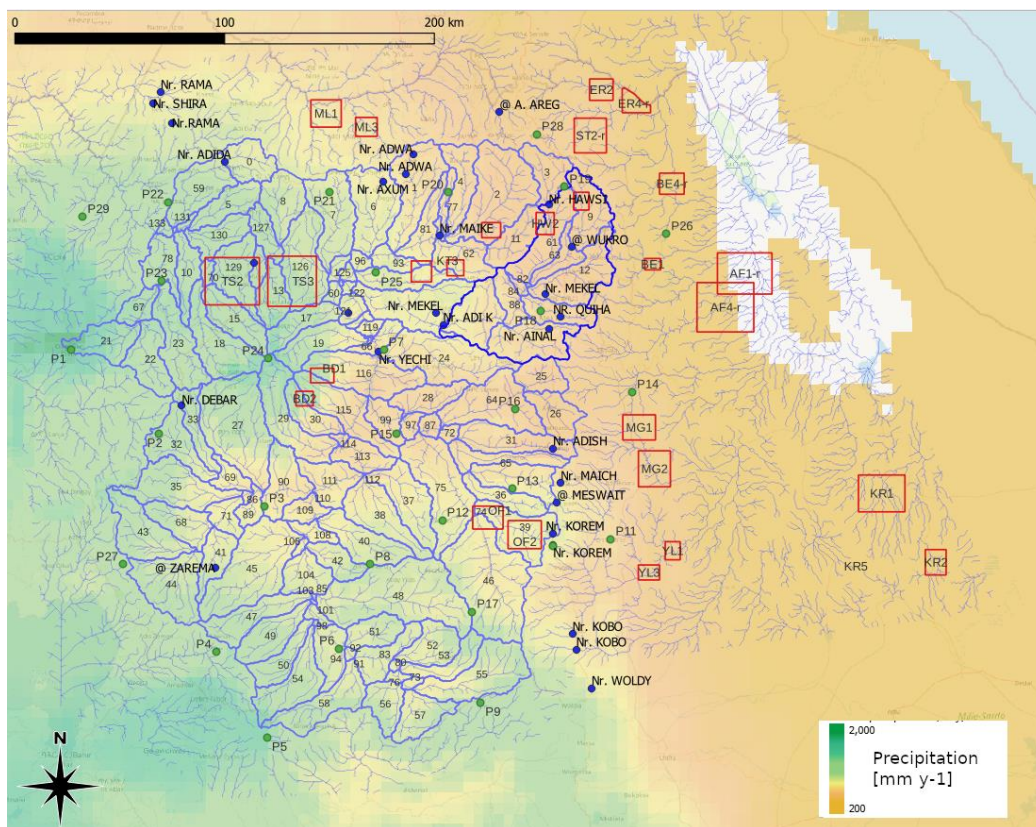 100
200 km
Nr. RAMA
Nr. SHIRA
Nr.RAMA
Nr. ADIDA
ML1
ML3
@ A. AREG
ER2
ER4-r
ST2-r
P28
Nr. ADWA
Nr. ADWA
Nr. AXUM
BE4-r
P29
P22
59
0
5
8
P21
7
6
1
P20
4
77
2
3
P19
Nr. HAWSI
9
133
131
130
127
81
Nr. MAIKE
HW2
11
61
63
@ WUKRO
P26
P23
78
10
70
129
TS2
126
TS3
13
125
96
93
P25
KT3
62
82
84
88
12
BE1
AF1-r
AF4-r
67
15
17
60
122
Nr. MEKEL
Nr. ADI K
Nr. MEKEL
NR. QUIHA
P18
Nr. AINAL
21
P1
22
23
18
P24
19
119
66
P7
Nr. YECHI
24
BD1
116
BD2
25
P14
Nr. DEBAR
33
27
29
30
115
28
64
P16
26
MG1
P2
32
P15
99
97
87
72
31
Nr. ADISH
114
113
65
MG2
35
69
90
111
112
75
P13
36
Nr. MAICH
@ MESWAIT
KR1
86
P3
110
109
37
74
OF1
68
71
89
38
P12
39
OF2
Nr. KOREM
Nr. KOREM
P11
43
106
108
40
YL1
KR2
P27
41
@ ZAREMA
45
42
P8
46
YL3
KR5
44
104
103
85
48
47
101
98
P17
49
51
52
Nr. KOBO
Nr. KOBO
P4
P6
92
94
91
83
53
50
80
54
76
73
55
Nr. WOLDY
58
56
57
P9
P5
N
2,000
Precipitation
[mm y-1]
200